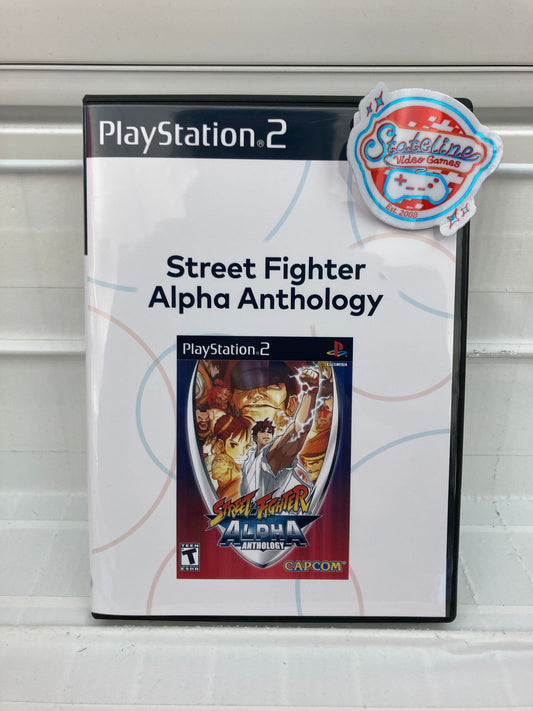 PlayStation®2
Stateline
Video Games
Est. 2008
Street Fighter
Alpha Anthology
PlayStation®2
STREET FIGHTER
ALPHA
ANTHOLOGY
TEEN
T
ESRB
CAPCOM®